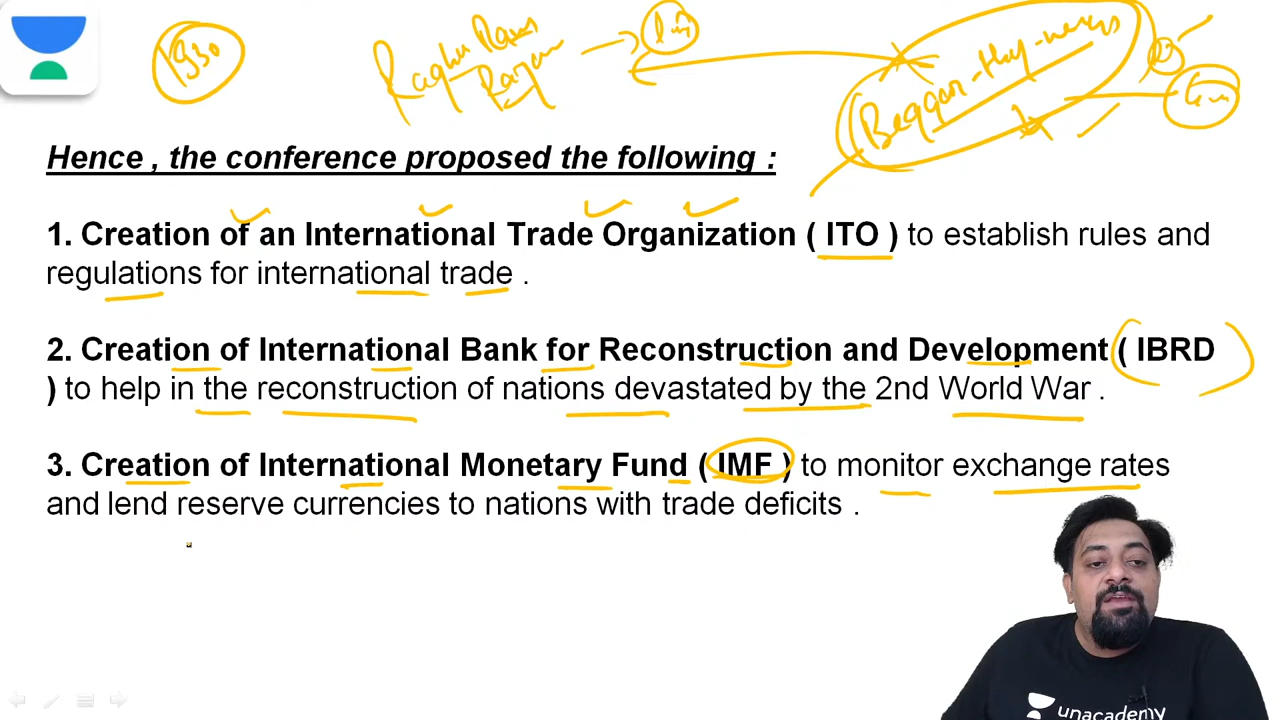 1930
Raghu Ram
Rajan
Beggar-thy-
Hence , the conference proposed the following :
1. Creation of an International Trade Organization ( ITO ) to establish rules and
regulations for international trade .
2. Creation of International Bank for Reconstruction and Development ( IBRD
) to help in the reconstruction of nations devastated by the 2nd World War .
3. Creation of International Monetary Fund ( IMF ) to monitor exchange rates
and lend reserve currencies to nations with trade deficits .
unacademy